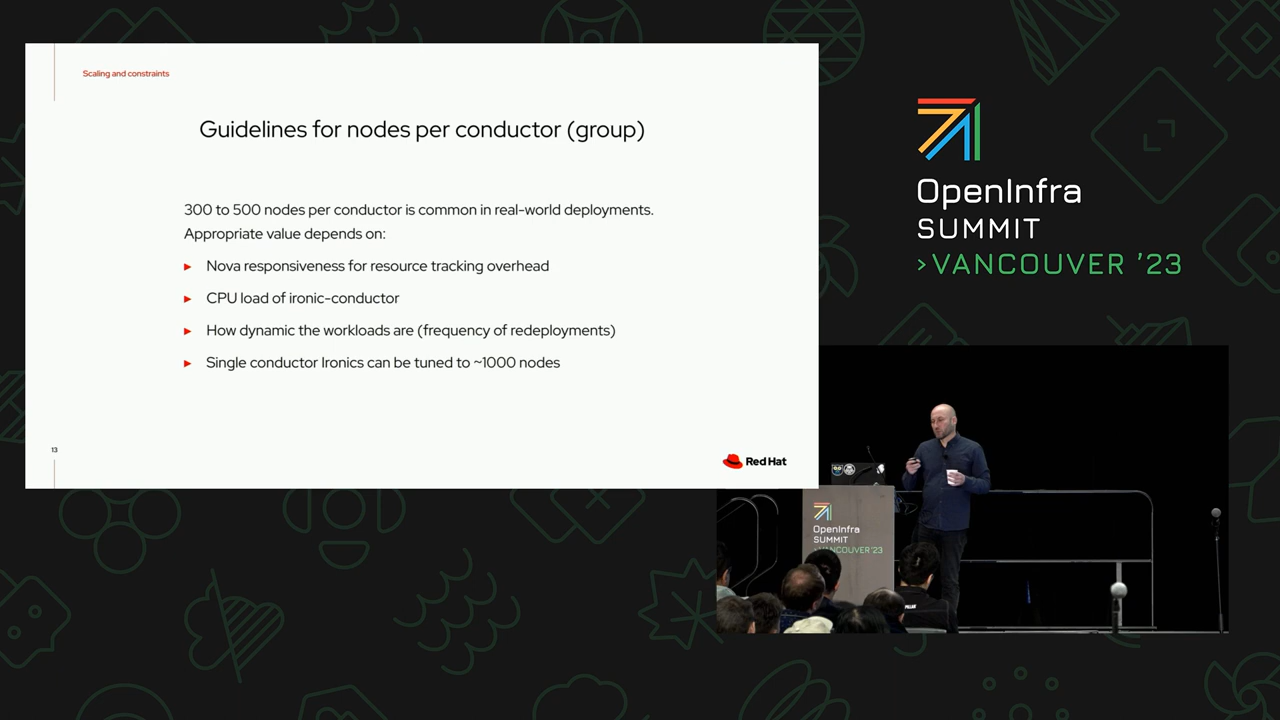 Scaling and constraints
Guidelines for nodes per conductor (group)
300 to 500 nodes per conductor is common in real-world deployments.
Appropriate value depends on:
► Nova responsiveness for resource tracking overhead
► CPU load of ironic-conductor
► How dynamic the workloads are (frequency of redeployments)
► Single conductor Ironics can be tuned to ~1000 nodes
13
Red Hat
OpenInfra
SUMMIT
>VANCOUVER '23
OpenInfra
SUMMIT
>VANCOUVER '23